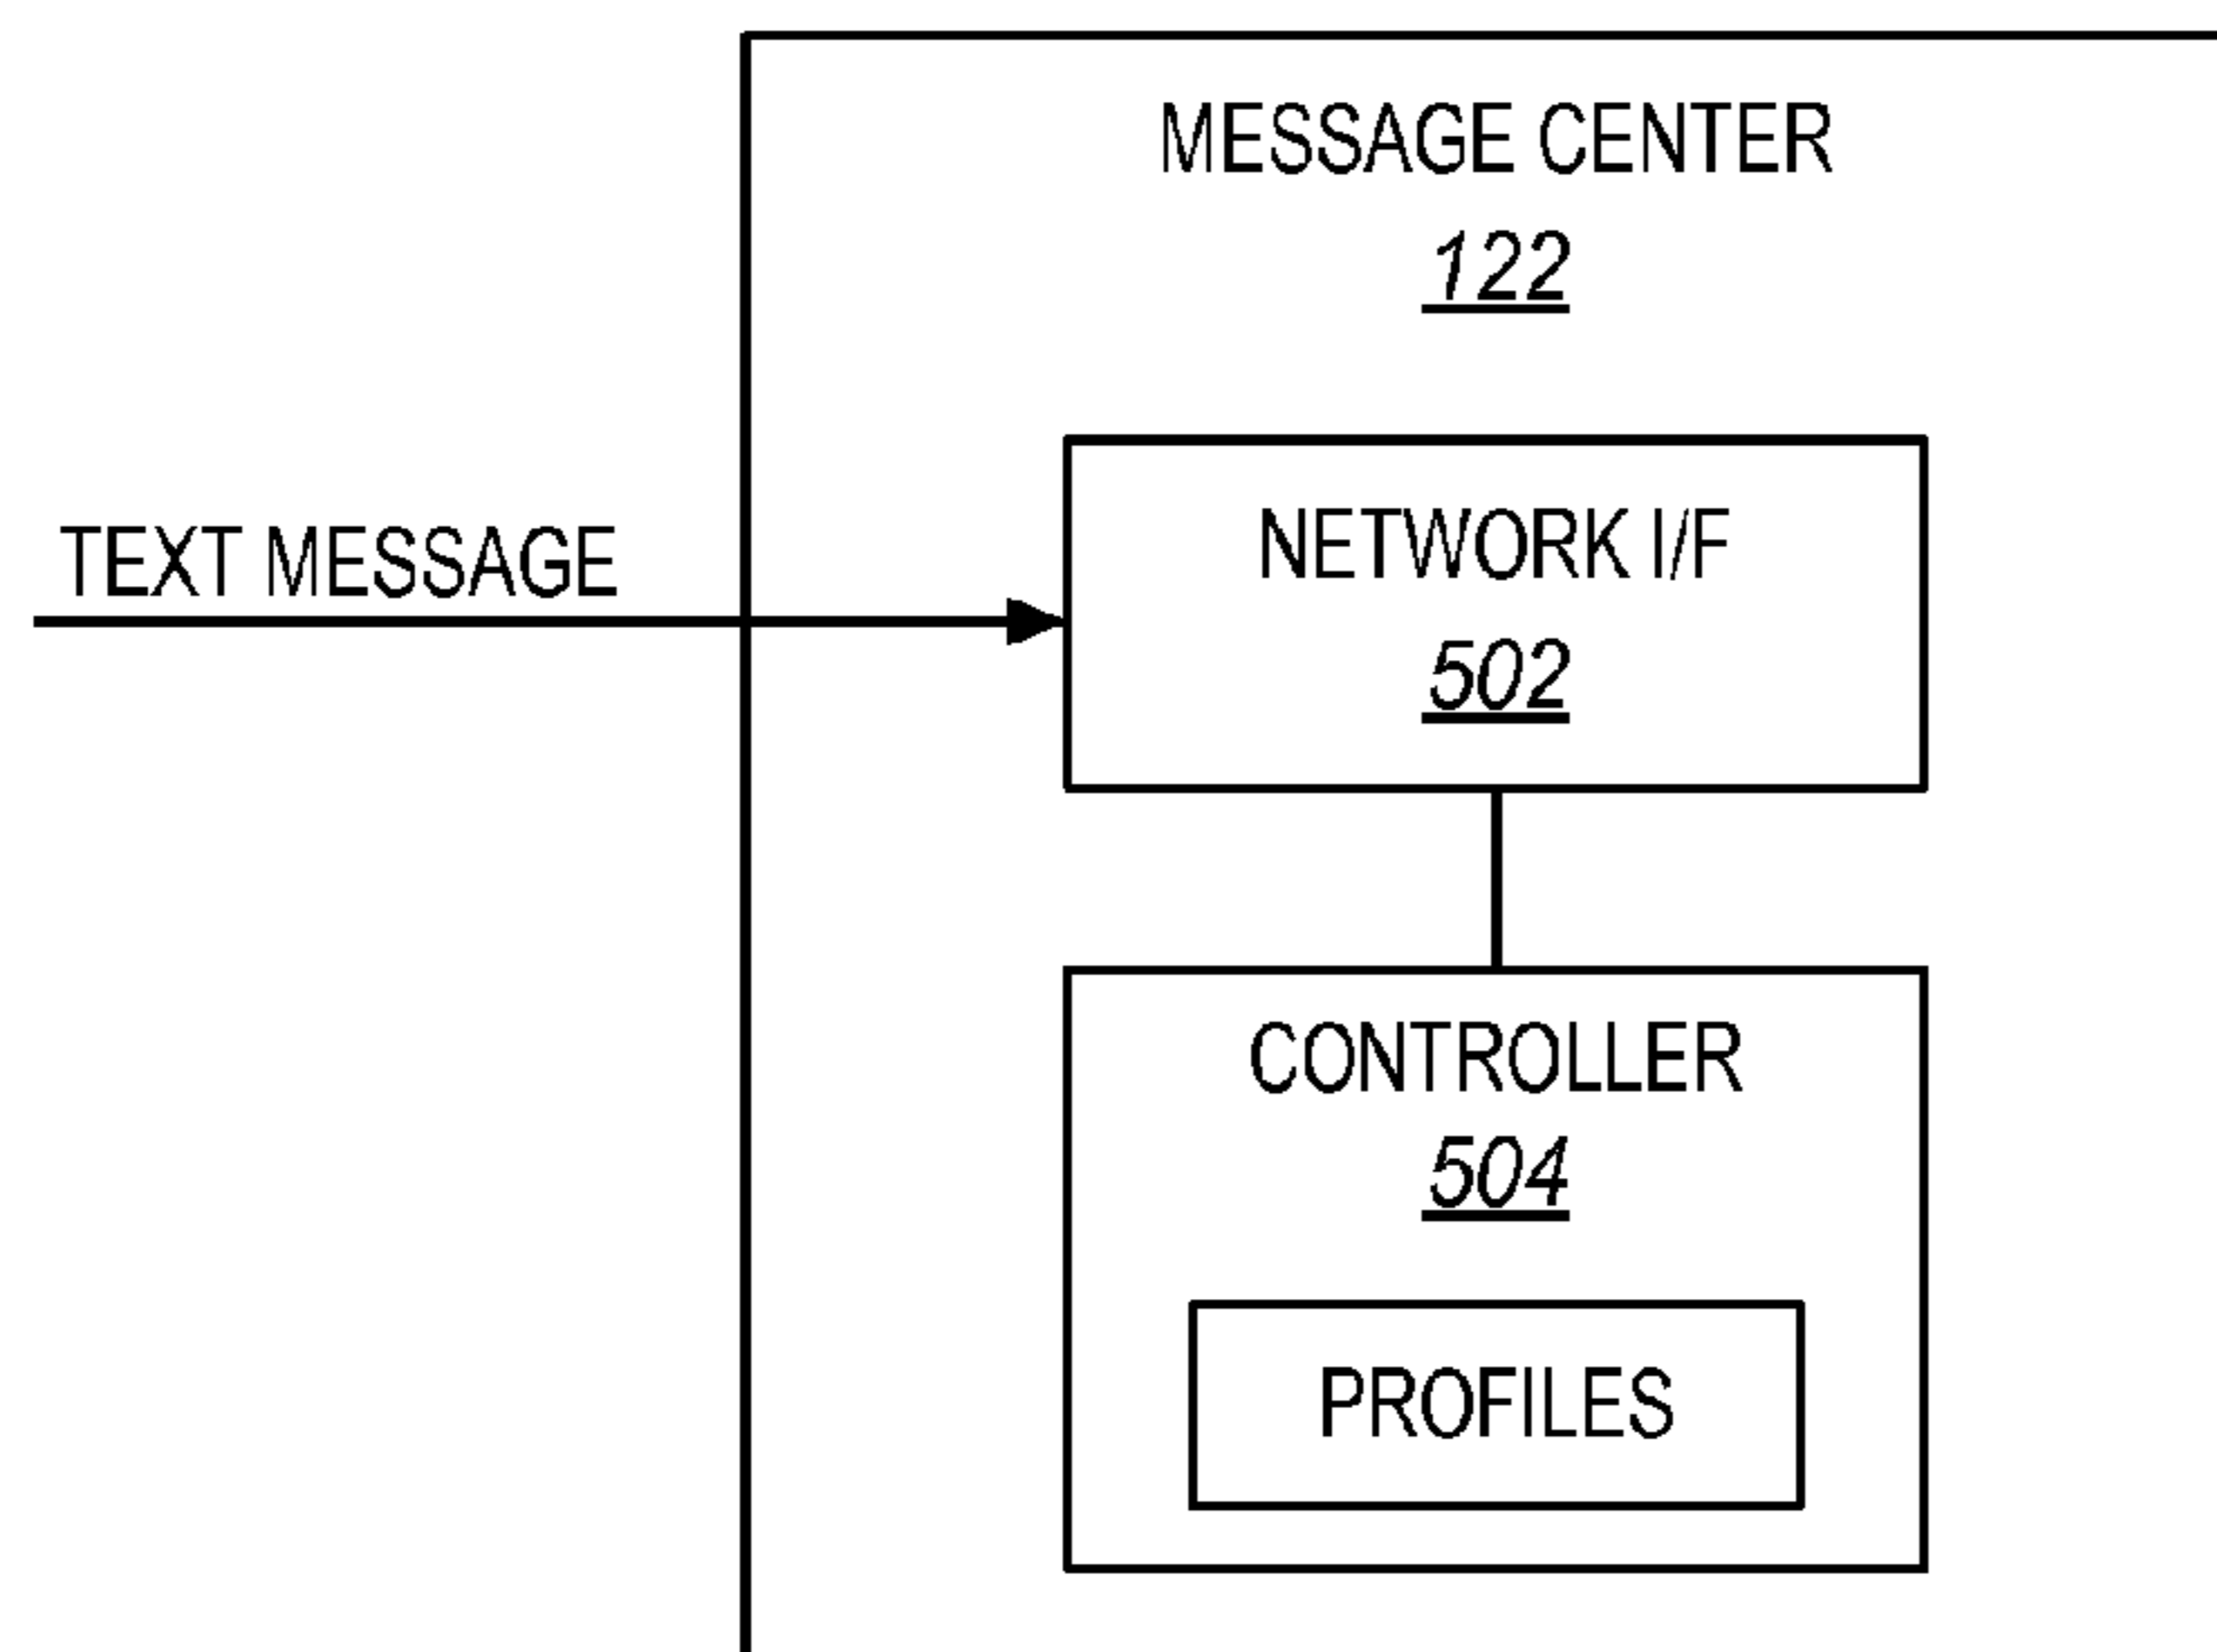 MESSAGE CENTER
122
TEXT MESSAGE
NETWORK I/F
502
CONTROLLER
504
PROFILES